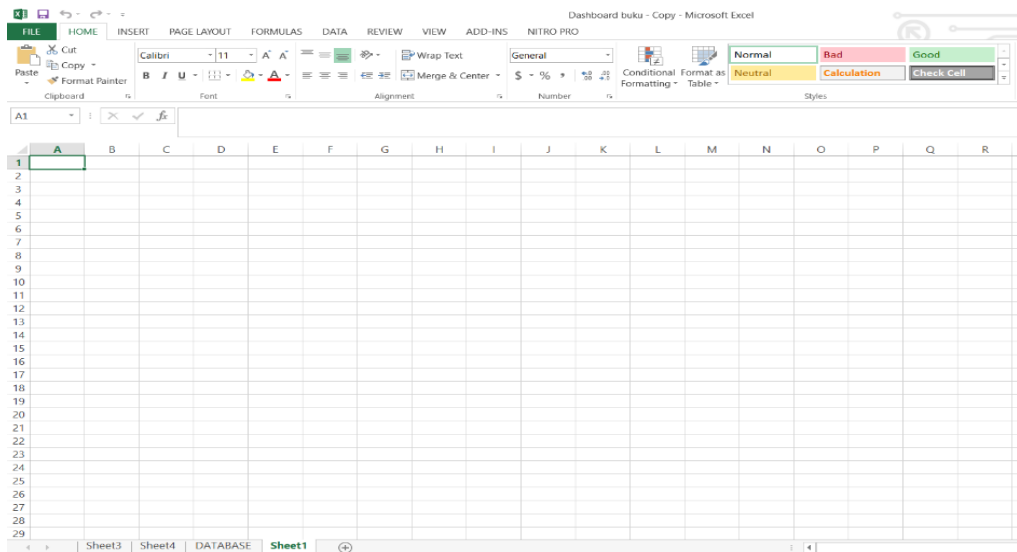 Dashboard buku - Copy - Microsoft Excel
FILE HOME INSERT PAGE LAYOUT FORMULAS DATA REVIEW VIEW ADD-INS NITRO PRO
Cut
Copy
Format Painter
Paste
Clipboard
Calibri 11
B I U
Font
Wrap Text
Merge & Center
Alignment
General
$ % ,
Number
Conditional Formatting
Format as Table
Normal Bad Good
Neutral Calculation Check Cell
Styles
A1 fx
A B C D E F G H I J K L M N O P Q R
1
2
3
4
5
6
7
8
9
10
11
12
13
14
15
16
17
18
19
20
21
22
23
24
25
26
27
28
29
Sheet3 Sheet4 DATABASE Sheet1